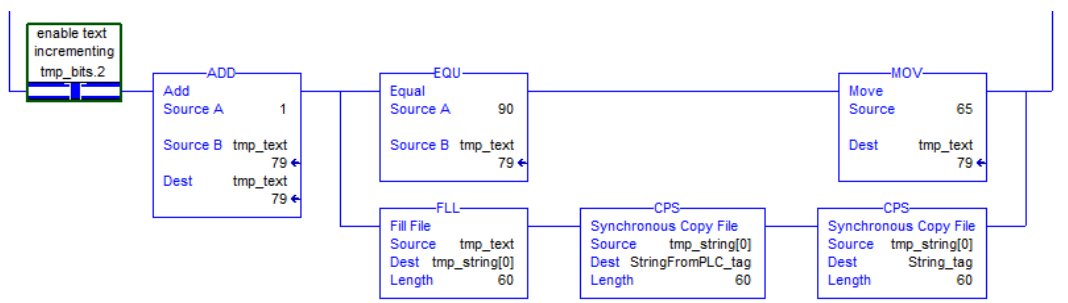 enable text
incrementing
tmp_bits.2
ADD
Add
Source A 1
Source B tmp_text
79
Dest tmp_text
79
EQU
Equal
Source A 90
Source B tmp_text
79
MOV
Move
Source 65
Dest tmp_text
79
FLL
Fill File
Source tmp_text
Dest tmp_string[0]
Length 60
CPS
Synchronous Copy File
Source tmp_string[0]
Dest StringFromPLC_tag
Length 60
CPS
Synchronous Copy File
Source tmp_string[0]
Dest String_tag
Length 60